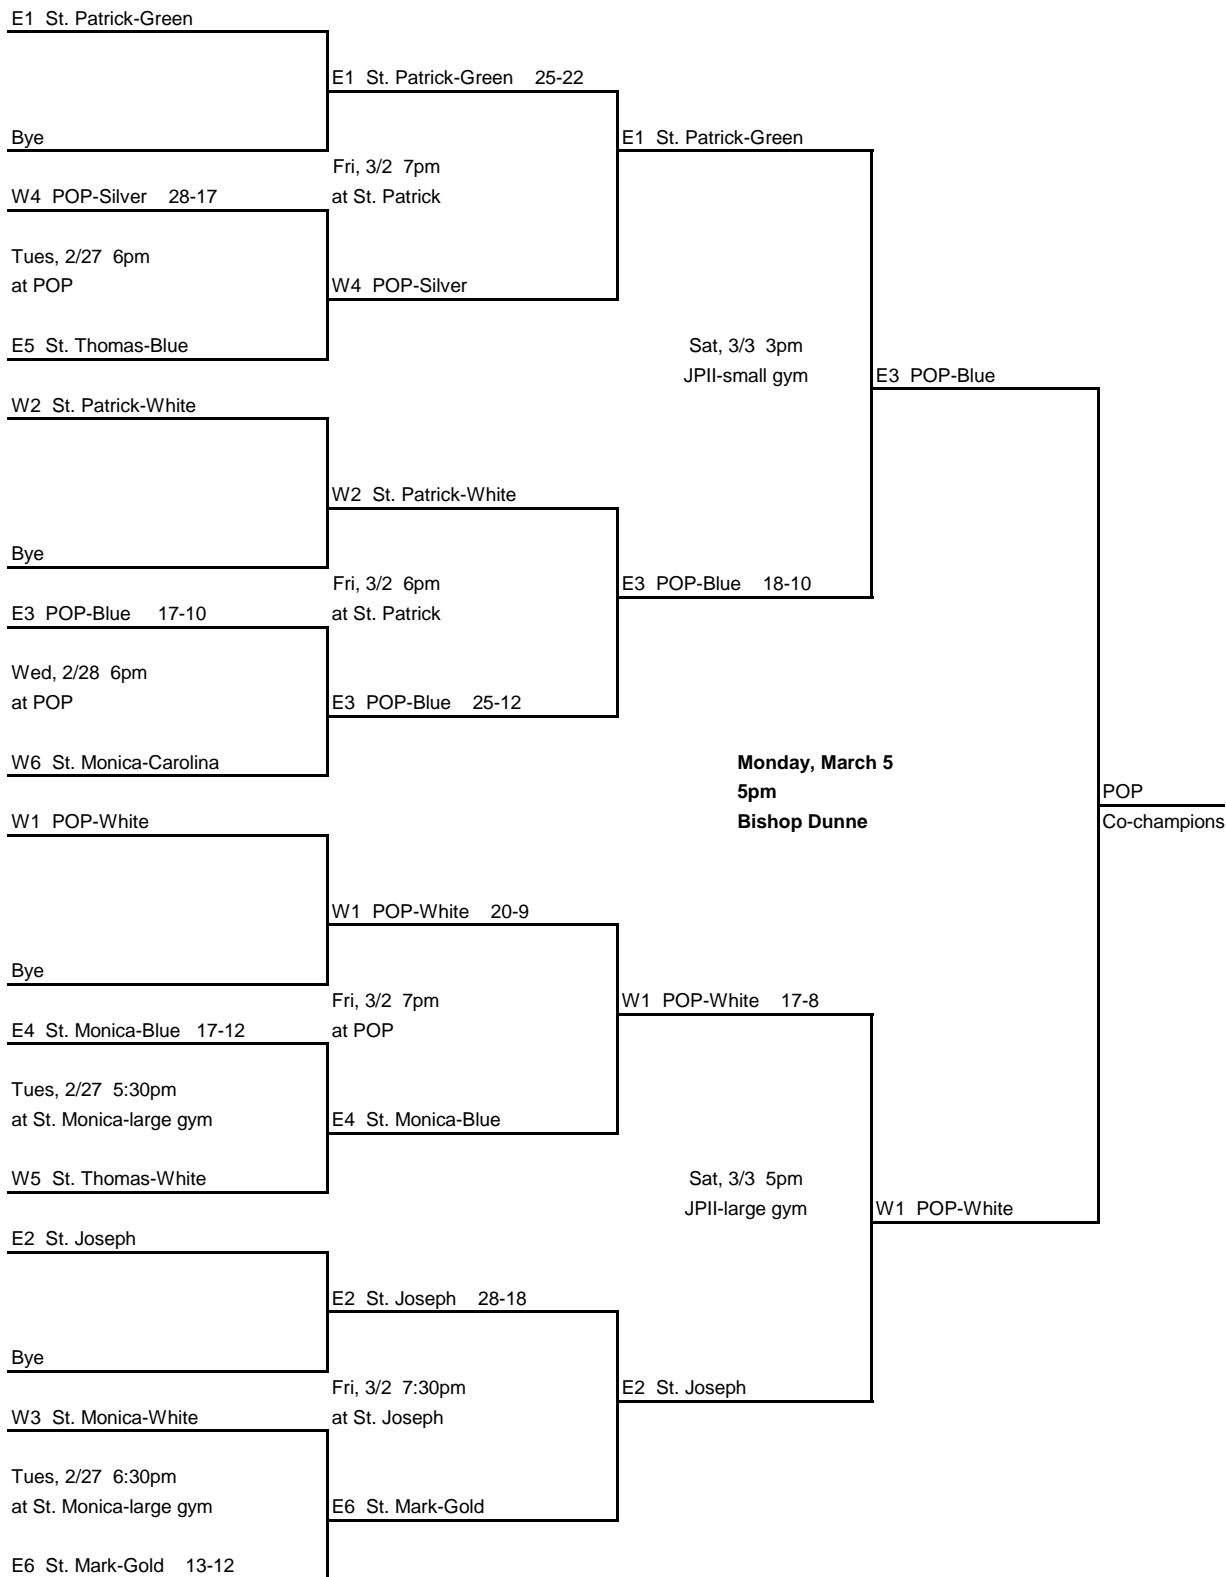 E1 St. Patrick-Green
E1 St. Patrick-Green 25-22
Bye
E1 St. Patrick-Green
Fri, 3/2 7pm
W4 POP-Silver 28-17
at St. Patrick
Tues, 2/27 6pm
at POP
W4 POP-Silver
E5 St. Thomas-Blue
Sat, 3/3 3pm
JPII-small gym
E3 POP-Blue
W2 St. Patrick-White
W2 St. Patrick-White
Bye
Fri, 3/2 6pm
E3 POP-Blue 18-10
E3 POP-Blue 17-10
at St. Patrick
Wed, 2/28 6pm
at POP
E3 POP-Blue 25-12
W6 St. Monica-Carolina
Monday, March 5
5pm
POP
W1 POP-White
Bishop Dunne
Co-champions
W1 POP-White 20-9
Bye
Fri, 3/2 7pm
W1 POP-White 17-8
E4 St. Monica-Blue 17-12
at POP
Tues, 2/27 5:30pm
at St. Monica-large gym
E4 St. Monica-Blue
W5 St. Thomas-White
Sat, 3/3 5pm
JPII-large gym
W1 POP-White
E2 St. Joseph
E2 St. Joseph 28-18
Bye
Fri, 3/2 7:30pm
E2 St. Joseph
W3 St. Monica-White
at St. Joseph
Tues, 2/27 6:30pm
at St. Monica-large gym
E6 St. Mark-Gold
E6 St. Mark-Gold 13-12